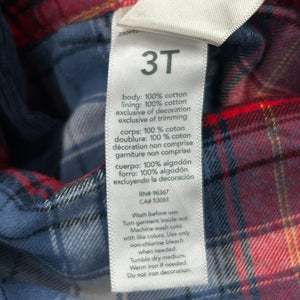 3T
body: 100% cotton
lining: 100% cotton
exclusive of decoration
exclusive of trimming
corps: 100 % coton
doublure: 100 % coton
décoration non comprise
garniture non comprise
cuerpo: 100% algodón
forro: 100% algodón
excluyendo la decoración
RN# 96367
CA# 53061
Wash before use.
Turn garment inside out.
Machine wash cold
with like colors. Use only
non-chlorine bleach
when needed.
Tumble dry medium.
Warm iron if needed.
Do not iron decoration.